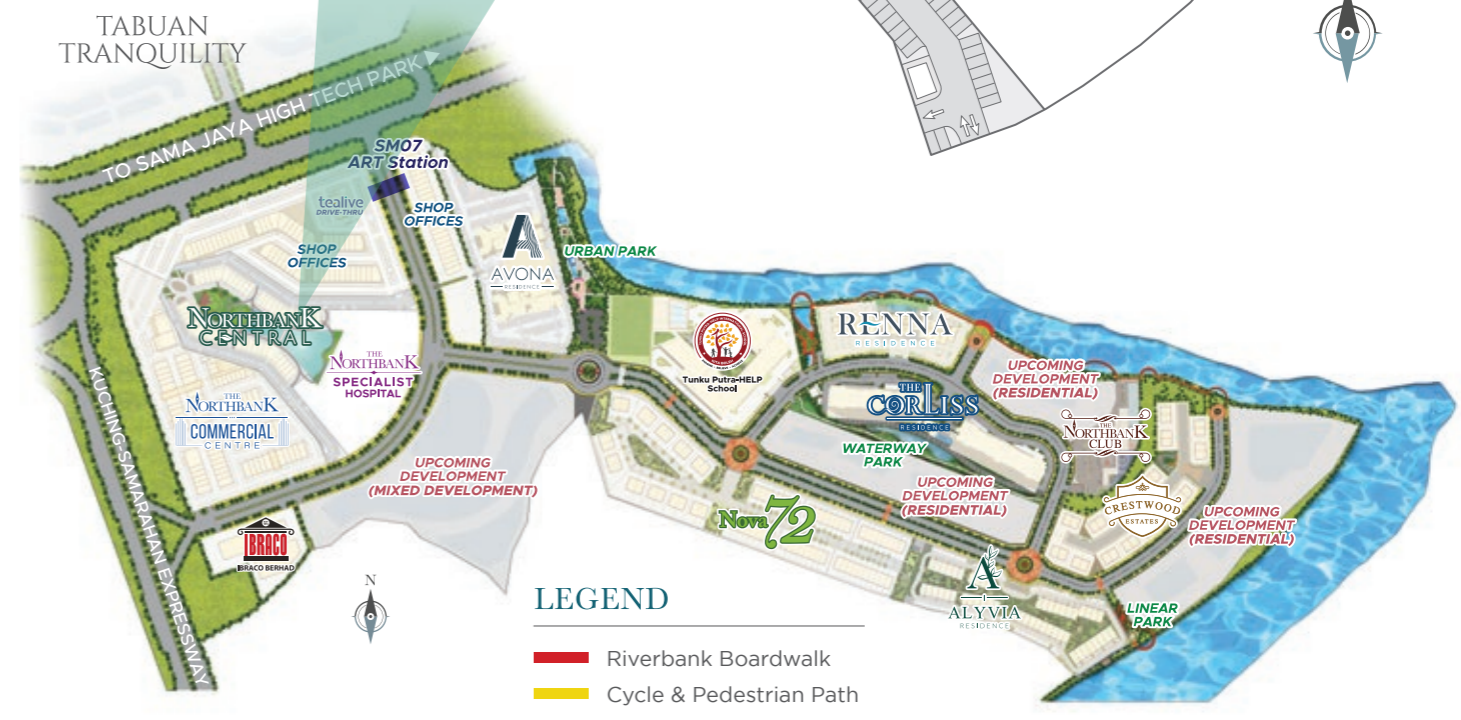 TABUAN
TRANQUILITY
TO SAMA JAYA HIGH TECH PARK
SM07
ART Station
tealive
DRIVE-THRU
SHOP
OFFICES
SHOP
OFFICES
A
AVONA
RESIDENCE
URBAN PARK
NORTHBANK
CENTRAL
THE
NORTHBANK
SPECIALIST
HOSPITAL
THE
NORTHBANK
COMMERCIAL
CENTRE
KUCHING-SAMARAHAN EXPRESSWAY
IBRACO
IBRACO BERHAD
UPCOMING
DEVELOPMENT
(MIXED DEVELOPMENT)
Tunku Putra-HELP
School
RENNA
RESIDENCE
THE
CORLISS
RESIDENCE
WATERWAY
PARK
UPCOMING
DEVELOPMENT
(RESIDENTIAL)
UPCOMING
DEVELOPMENT
(RESIDENTIAL)
THE
NORTHBANK
CLUB
CRESTWOOD
ESTATES
UPCOMING
DEVELOPMENT
(RESIDENTIAL)
Nova 72
A
ALYVIA
RESIDENCE
LINEAR
PARK
N
LEGEND
Riverbank Boardwalk
Cycle & Pedestrian Path